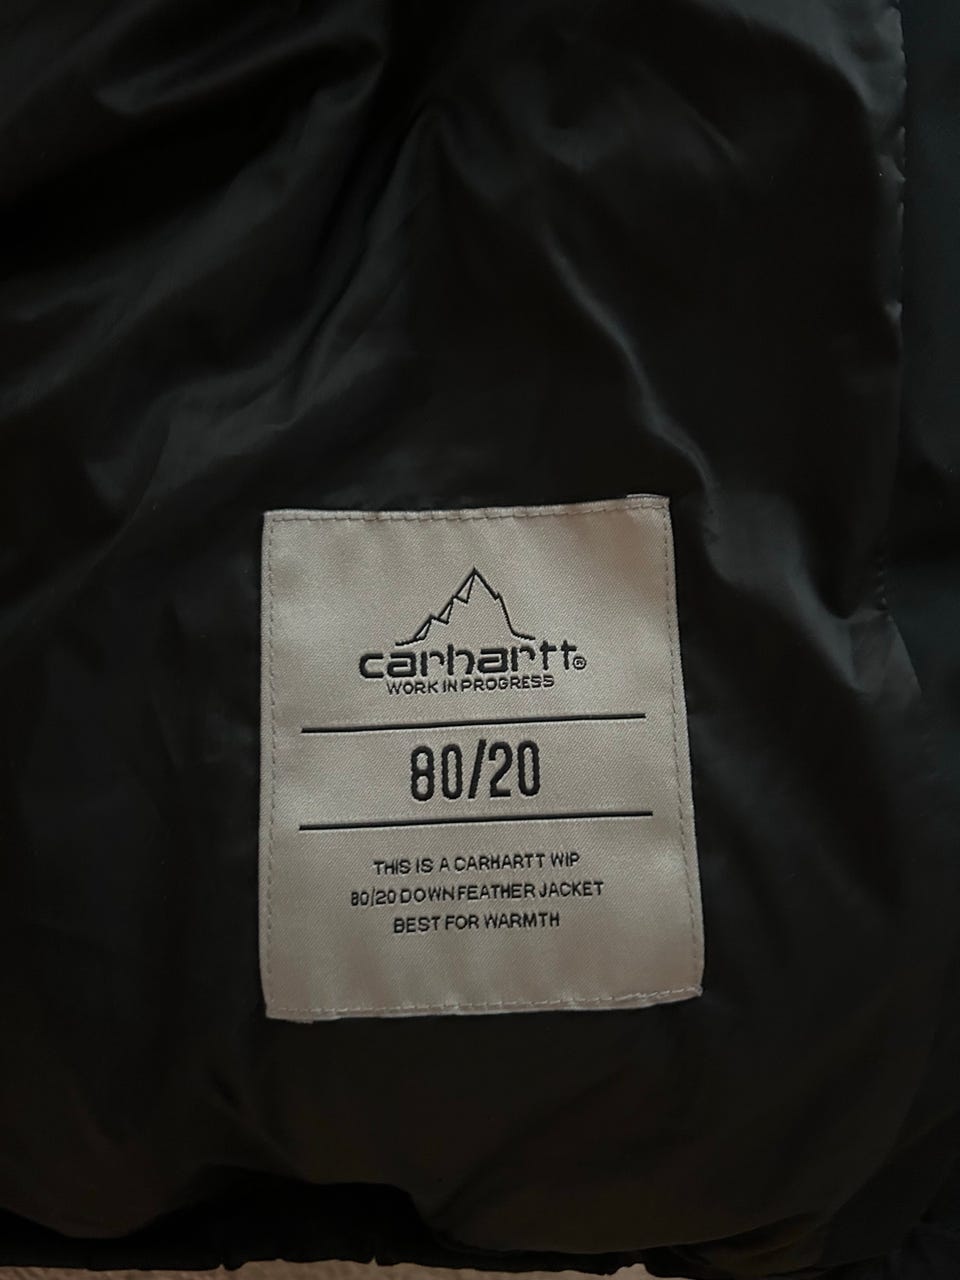 carhartt®
WORK IN PROGRESS
80/20
THIS IS A CARHARTT WIP
80/20 DOWN FEATHER JACKET
BEST FOR WARMTH